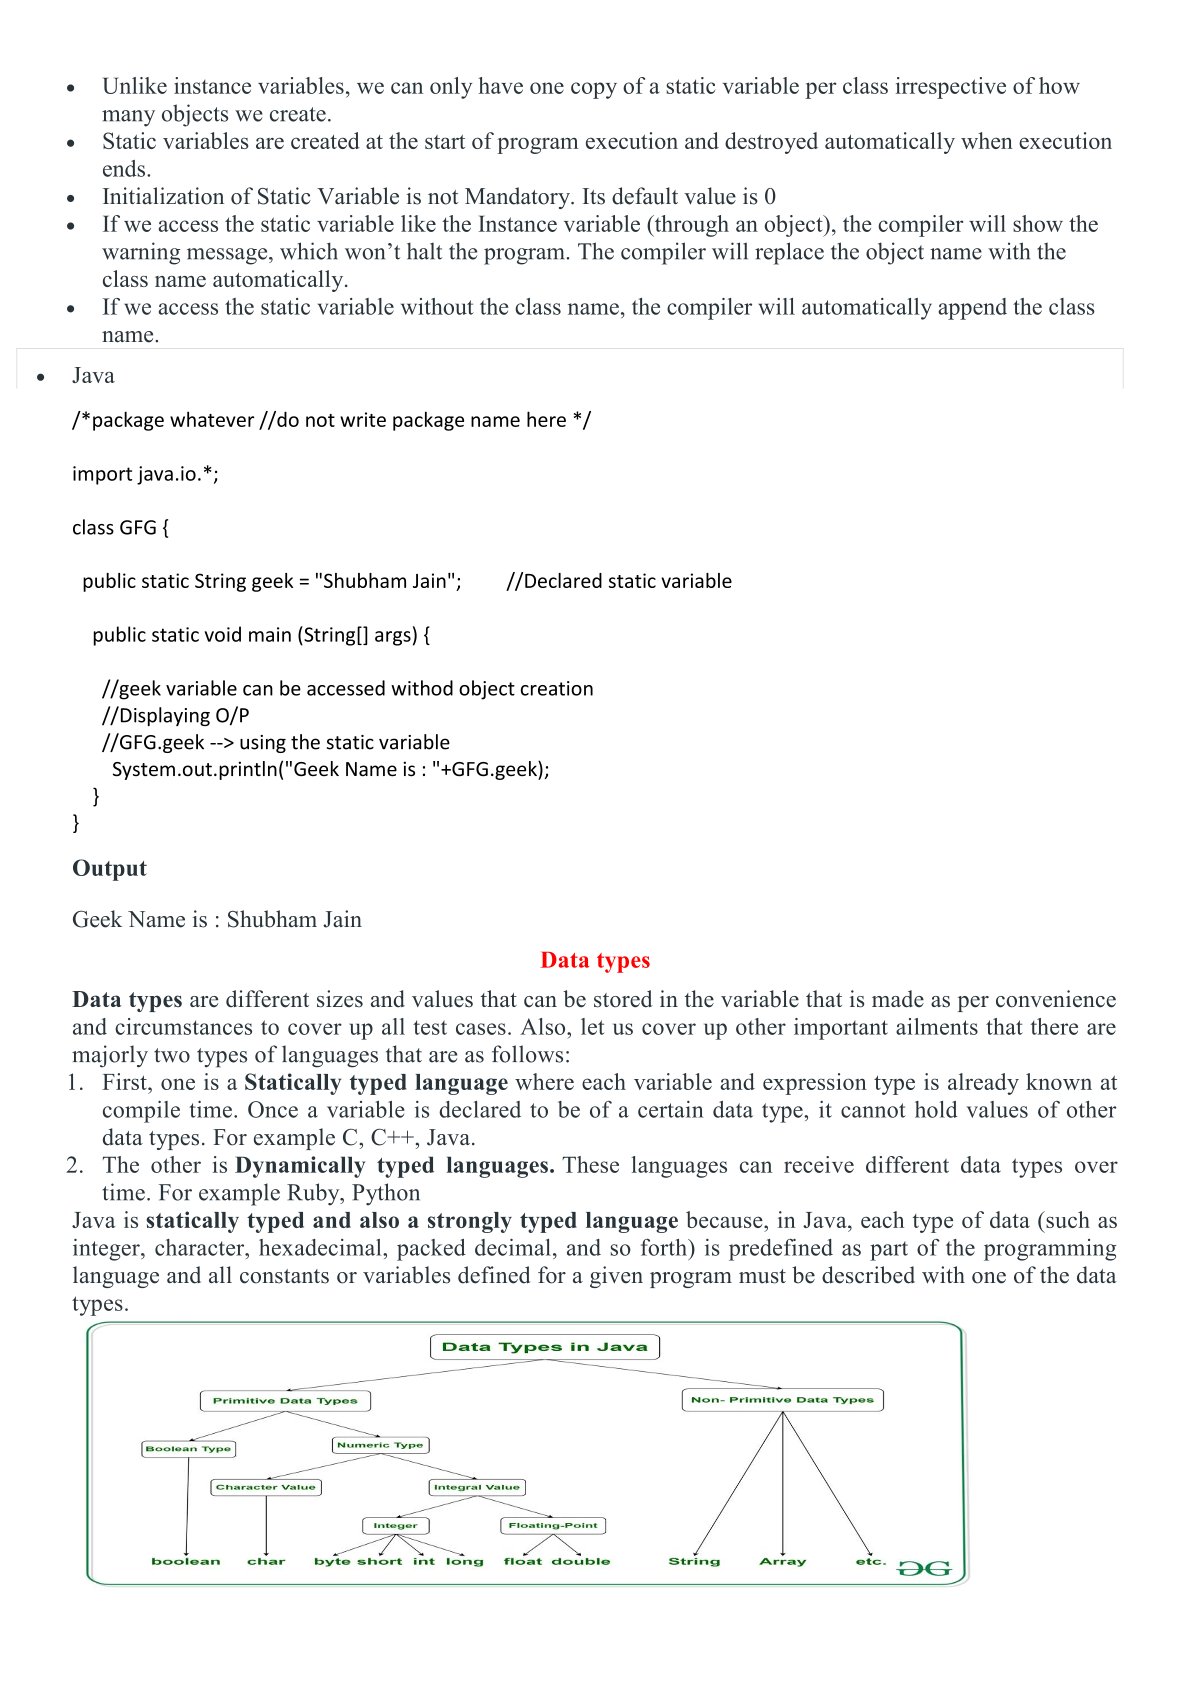 • Unlike instance variables, we can only have one copy of a static variable per class irrespective of how
many objects we create.
• Static variables are created at the start of program execution and destroyed automatically when execution
ends.
• Initialization of Static Variable is not Mandatory. Its default value is 0
• If we access the static variable like the Instance variable (through an object), the compiler will show the
warning message, which won’t halt the program. The compiler will replace the object name with the
class name automatically.
• If we access the static variable without the class name, the compiler will automatically append the class
name.
• Java
/*package whatever //do not write package name here */
import java.io.*;
class GFG {
public static String geek = "Shubham Jain"; //Declared static variable
public static void main (String[] args) {
//geek variable can be accessed withod object creation
//Displaying O/P
//GFG.geek --> using the static variable
System.out.println("Geek Name is : "+GFG.geek);
}
}
Output
Geek Name is : Shubham Jain
Data types
Data types are different sizes and values that can be stored in the variable that is made as per convenience
and circumstances to cover up all test cases. Also, let us cover up other important ailments that there are
majorly two types of languages that are as follows:
1. First, one is a Statically typed language where each variable and expression type is already known at
compile time. Once a variable is declared to be of a certain data type, it cannot hold values of other
data types. For example C, C++, Java.
2. The other is Dynamically typed languages. These languages can receive different data types over
time. For example Ruby, Python
Java is statically typed and also a strongly typed language because, in Java, each type of data (such as
integer, character, hexadecimal, packed decimal, and so forth) is predefined as part of the programming
language and all constants or variables defined for a given program must be described with one of the data
types.
Data Types in Java
Primitive Data Types
Non- Primitive Data Types
Boolean Type
Numeric Type
Character Value
Integral Value
Integer
Floating-Point
boolean char byte short int long float double String Array etc.